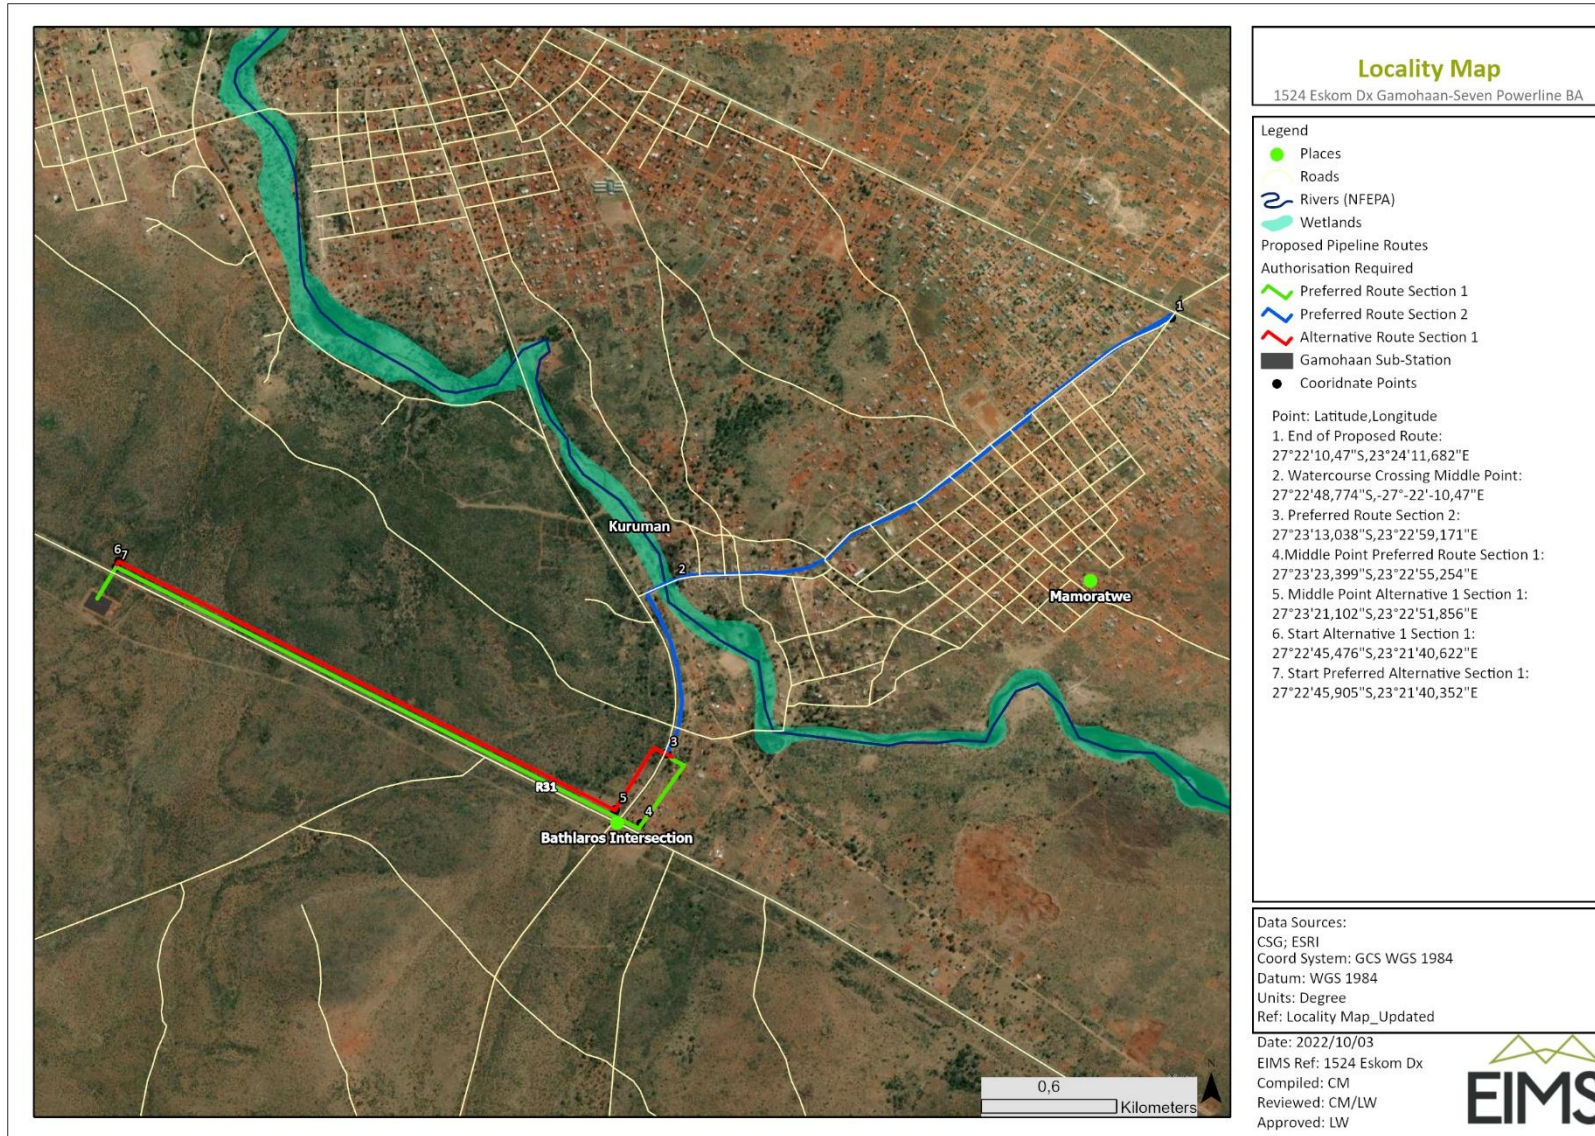 Locality Map
1524 Eskom Dx Gamohaan-Seven Powerline BA
Legend
Places
Roads
Rivers (NFEPA)
Wetlands
Proposed Pipeline Routes
Authorisation Required
Preferred Route Section 1
Preferred Route Section 2
Alternative Route Section 1
Gamohaan Sub-Station
Cooridnate Points
Point: Latitude,Longitude
1. End of Proposed Route:
27°22'10,47"S,23°24'11,682"E
2. Watercourse Crossing Middle Point:
27°22'48,774"S,-27°-22'-10,47"E
3. Preferred Route Section 2:
27°23'13,038"S,23°22'59,171"E
4.Middle Point Preferred Route Section 1:
27°23'23,399"S,23°22'55,254"E
5. Middle Point Alternative 1 Section 1:
27°23'21,102"S,23°22'51,856"E
6. Start Alternative 1 Section 1:
27°22'45,476"S,23°21'40,622"E
7. Start Preferred Alternative Section 1:
27°22'45,905"S,23°21'40,352"E
1
Kuruman
6
7
2
Mamoratwe
3
R31
5
4
Bathlaros Intersection
0,6
Kilometers
N
Data Sources:
CSG; ESRI
Coord System: GCS WGS 1984
Datum: WGS 1984
Units: Degree
Ref: Locality Map_Updated
Date: 2022/10/03
EIMS Ref: 1524 Eskom Dx
Compiled: CM
Reviewed: CM/LW
Approved: LW
EIMS